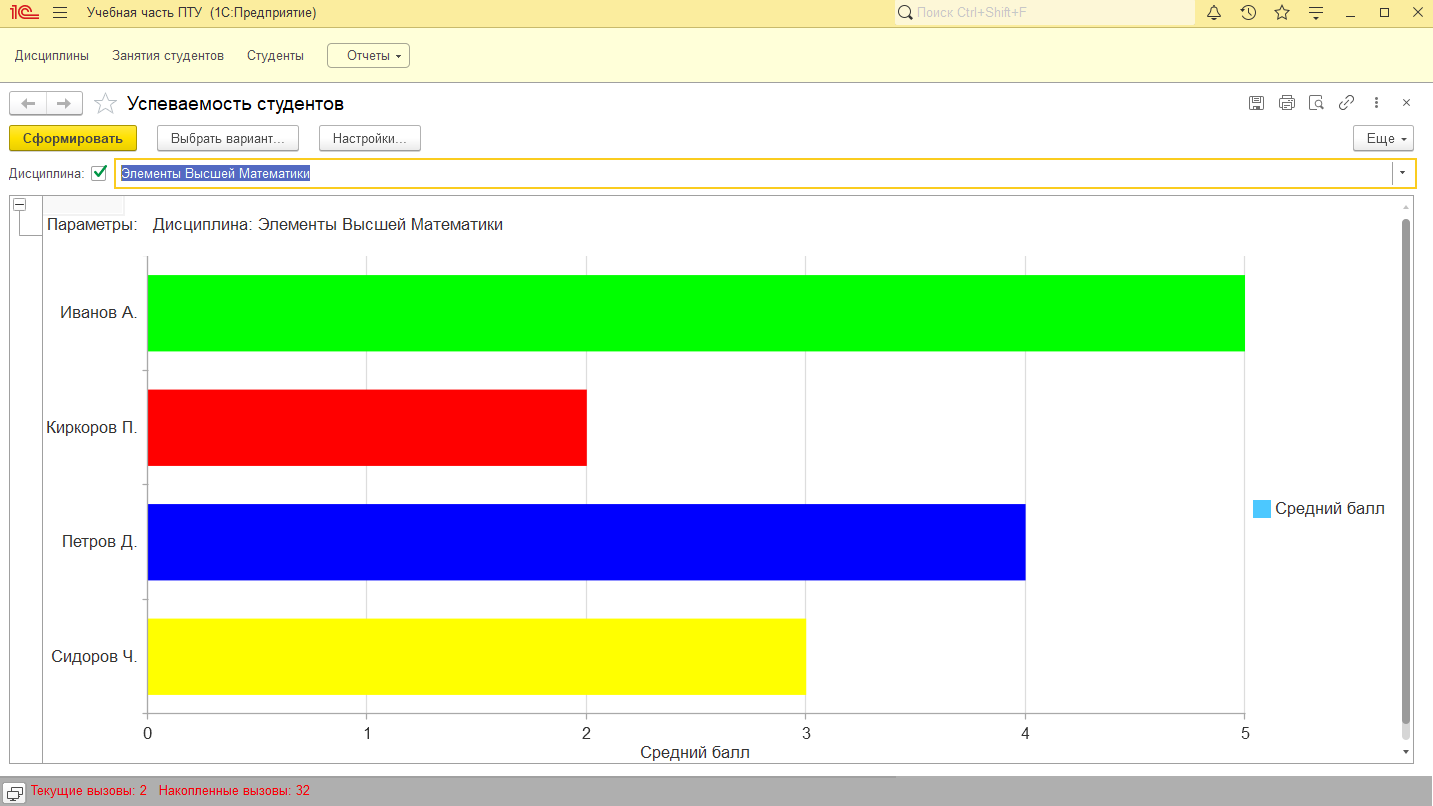 1С Учебная часть ПТУ (1С:Предприятие) Поиск Ctrl+Shift+F
Дисциплины Занятия студентов Студенты Отчеты
Успеваемость студентов
Сформировать Выбрать вариант... Настройки... Еще
Дисциплина: Элементы Высшей Математики
Параметры: Дисциплина: Элементы Высшей Математики
Иванов А.
Киркоров П.
Петров Д.
Средний балл
Сидоров Ч.
0 1 2 3 4 5
Средний балл
Текущие вызовы: 2 Накопленные вызовы: 32